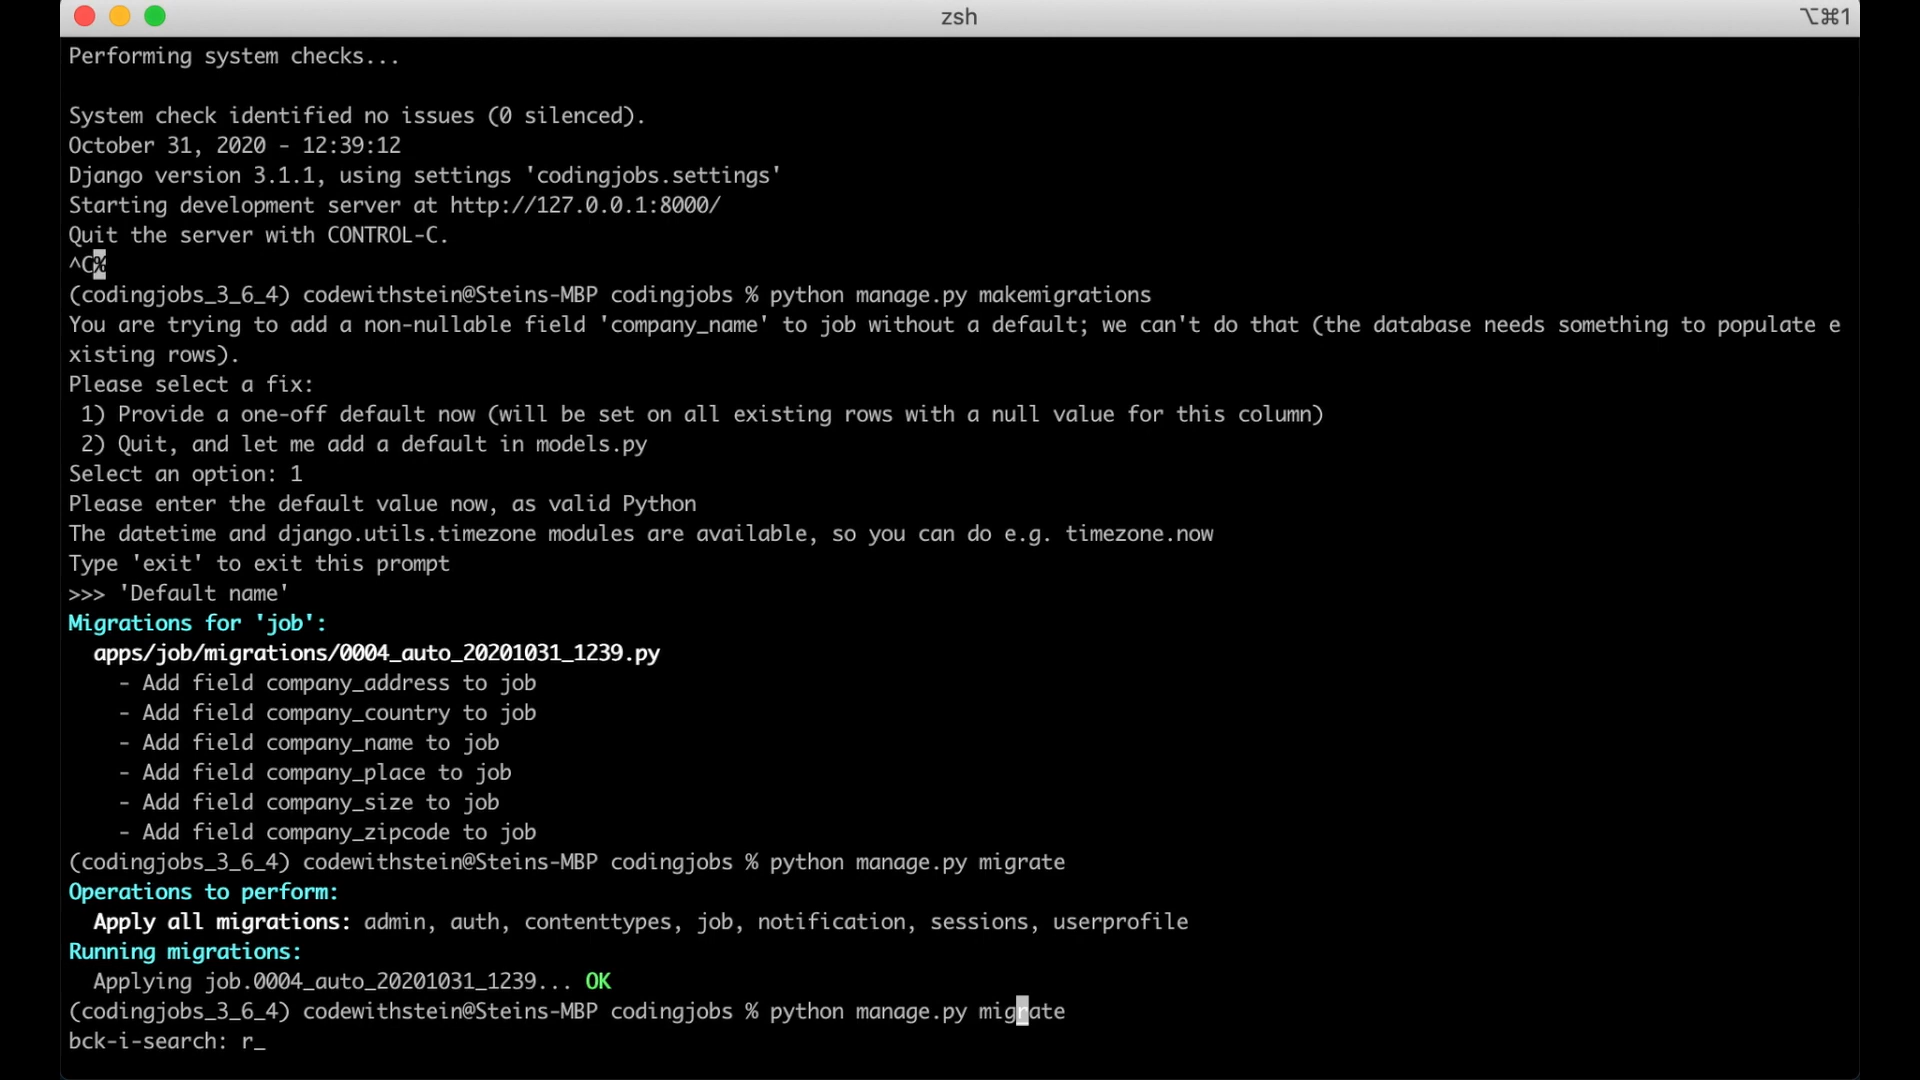 zsh
⌥⌘1
Performing system checks...
System check identified no issues (0 silenced).
October 31, 2020 - 12:39:12
Django version 3.1.1, using settings 'codingjobs.settings'
Starting development server at http://127.0.0.1:8000/
Quit the server with CONTROL-C.
^C%
(codingjobs_3_6_4) codewithstein@Steins-MBP codingjobs % python manage.py makemigrations
You are trying to add a non-nullable field 'company_name' to job without a default; we can't do that (the database needs something to populate e
xisting rows).
Please select a fix:
 1) Provide a one-off default now (will be set on all existing rows with a null value for this column)
 2) Quit, and let me add a default in models.py
Select an option: 1
Please enter the default value now, as valid Python
The datetime and django.utils.timezone modules are available, so you can do e.g. timezone.now
Type 'exit' to exit this prompt
>>> 'Default name'
Migrations for 'job':
  apps/job/migrations/0004_auto_20201031_1239.py
    - Add field company_address to job
    - Add field company_country to job
    - Add field company_name to job
    - Add field company_place to job
    - Add field company_size to job
    - Add field company_zipcode to job
(codingjobs_3_6_4) codewithstein@Steins-MBP codingjobs % python manage.py migrate
Operations to perform:
  Apply all migrations: admin, auth, contenttypes, job, notification, sessions, userprofile
Running migrations:
  Applying job.0004_auto_20201031_1239... OK
(codingjobs_3_6_4) codewithstein@Steins-MBP codingjobs % python manage.py migrate
bck-i-search: r_